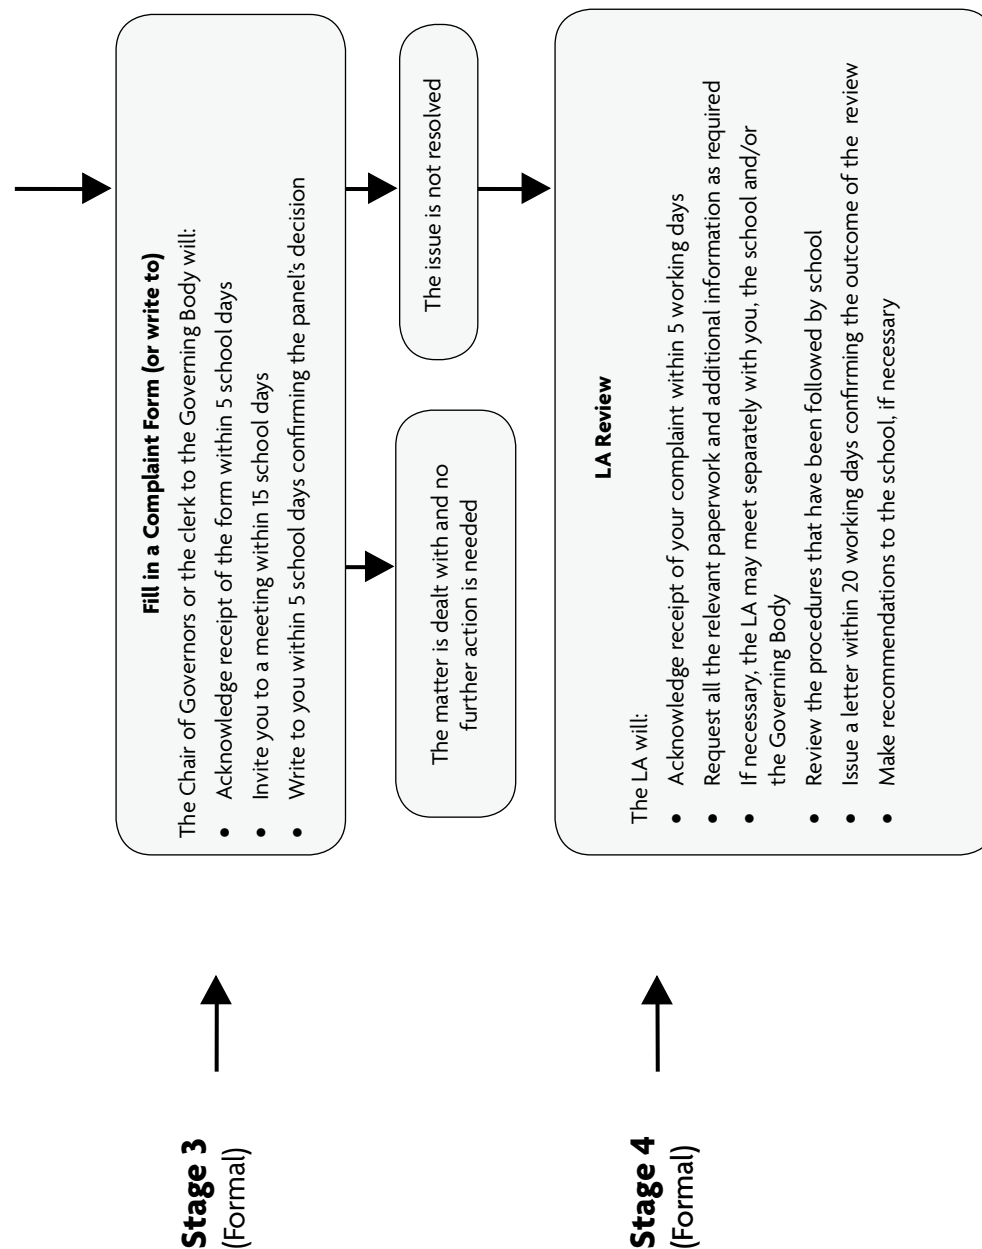 Stage 3
(Formal)
Fill in a Complaint Form (or write to)
The Chair of Governors or the clerk to the Governing Body will:
• Acknowledge receipt of the form within 5 school days
• Invite you to a meeting within 15 school days
• Write to you within 5 school days confirming the panel's decision
The matter is dealt with and no
further action is needed
The issue is not resolved
Stage 4
(Formal)
LA Review
The LA will:
• Acknowledge receipt of your complaint within 5 working days
• Request all the relevant paperwork and additional information as required
• If necessary, the LA may meet separately with you, the school and/or
the Governing Body
• Review the procedures that have been followed by school
• Issue a letter within 20 working days confirming the outcome of the review
• Make recommendations to the school, if necessary